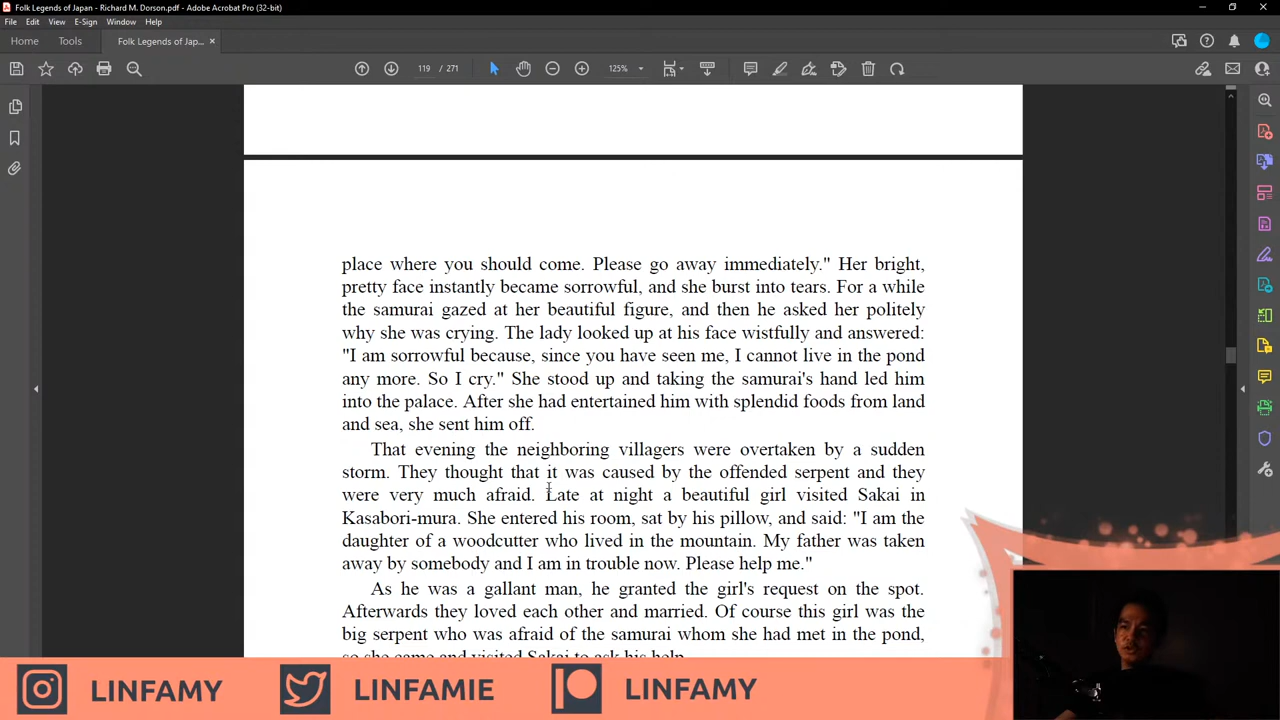 Folk Legends of Japan - Richard M. Dorson.pdf - Adobe Acrobat Pro (32-bit)
File Edit View E-Sign Window Help
Home Tools Folk Legends of Jap... ×
119 / 271 125%
place where you should come. Please go away immediately." Her bright,
pretty face instantly became sorrowful, and she burst into tears. For a while
the samurai gazed at her beautiful figure, and then he asked her politely
why she was crying. The lady looked up at his face wistfully and answered:
"I am sorrowful because, since you have seen me, I cannot live in the pond
any more. So I cry." She stood up and taking the samurai's hand led him
into the palace. After she had entertained him with splendid foods from land
and sea, she sent him off.
That evening the neighboring villagers were overtaken by a sudden
storm. They thought that it was caused by the offended serpent and they
were very much afraid. Late at night a beautiful girl visited Sakai in
Kasabori-mura. She entered his room, sat by his pillow, and said: "I am the
daughter of a woodcutter who lived in the mountain. My father was taken
away by somebody and I am in trouble now. Please help me."
As he was a gallant man, he granted the girl's request on the spot.
Afterwards they loved each other and married. Of course this girl was the
big serpent who was afraid of the samurai whom she had met in the pond,
so she came and visited Sakai to ask his help.
LINFAMY LINFAMIE LINFAMY